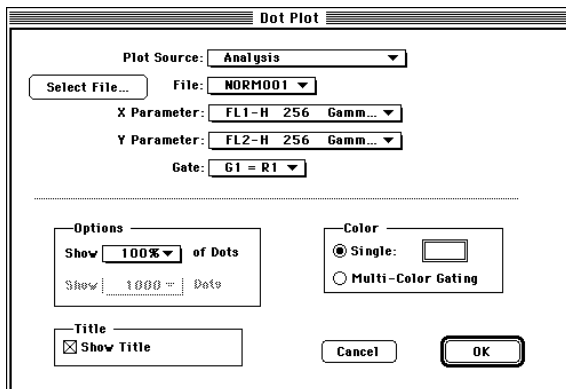 Dot Plot
Plot Source: Analysis
Select File... File: NORM001
X Parameter: FL1-H 256 Gamm...
Y Parameter: FL2-H 256 Gamm...
Gate: G1 = R1
Options
Show 100% of Dots
Show 1000 Dots
Color
Single:
Multi-Color Gating
Title
Show Title
Cancel
OK